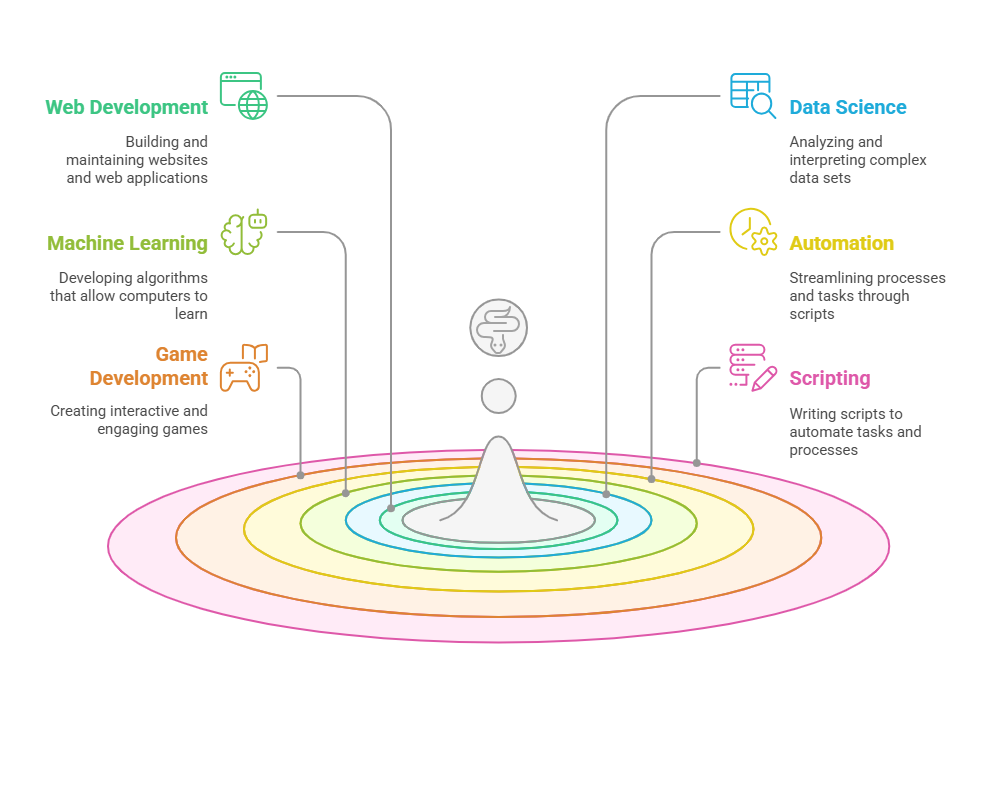 Web Development
Building and
maintaining websites
and web applications
Machine Learning
Developing algorithms
that allow computers to
learn
Game
Development
Creating interactive and
engaging games
Data Science
Analyzing and
interpreting complex
data sets
Automation
Streamlining processes
and tasks through
scripts
Scripting
Writing scripts to
automate tasks and
processes